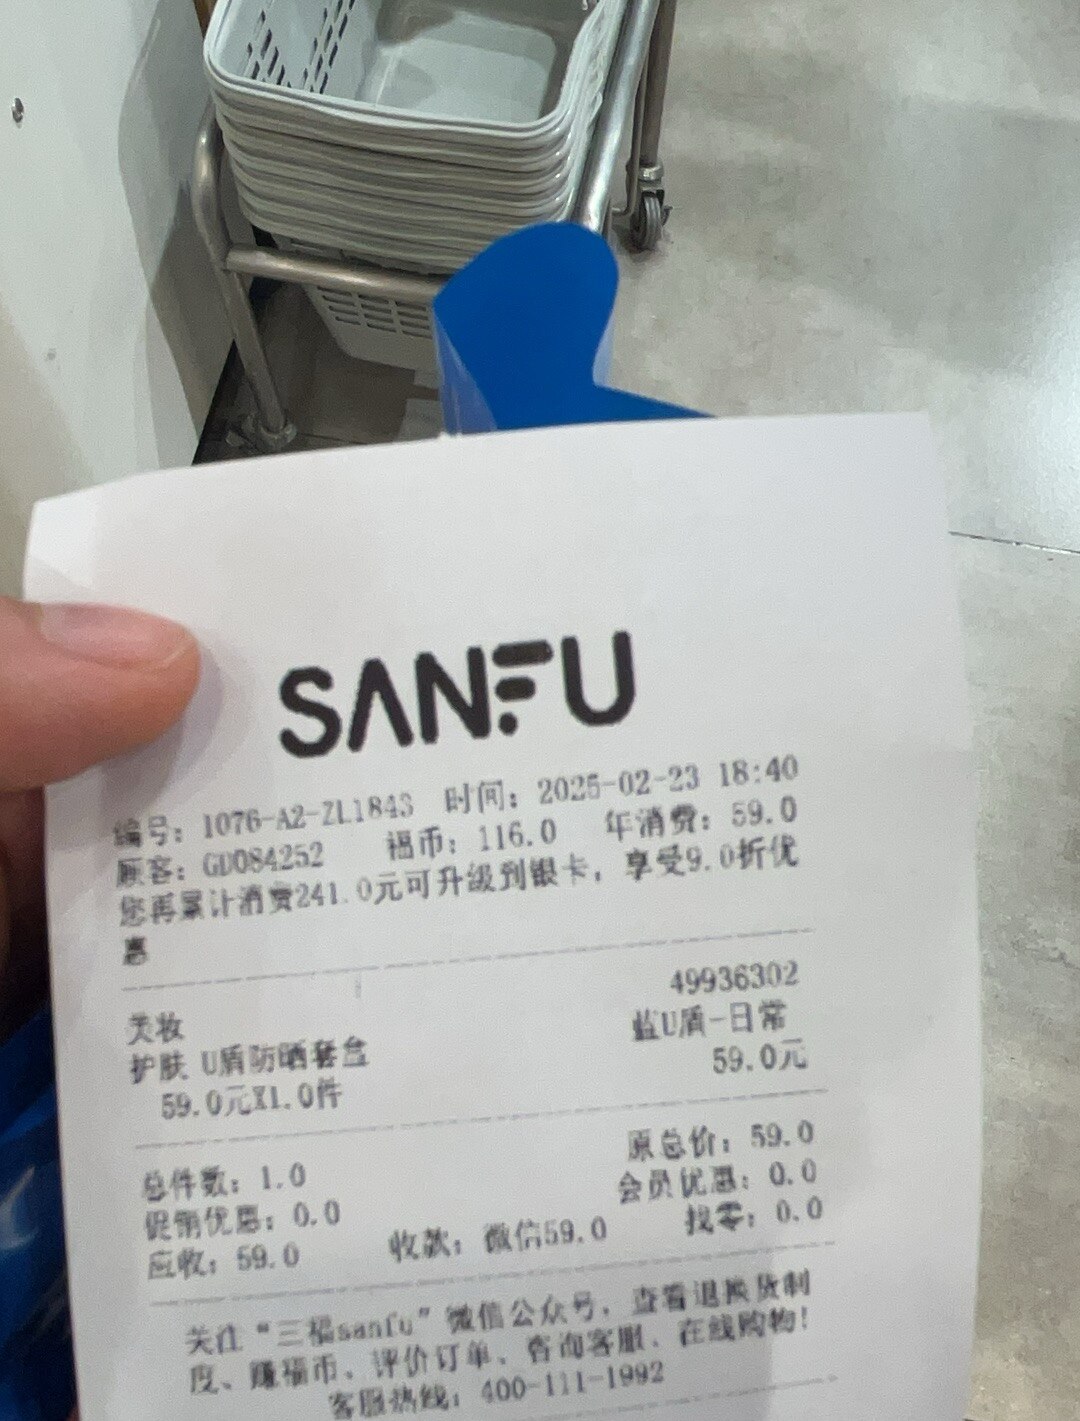 SANFU
编号：1076-A2-ZL1843 时间：2025-02-23 18:40
顾客：GD084252 福币：116.0 年消费：59.0
您再累计消费241.0元可升级到银卡，享受9.0折优
惠
49936302
美妆 蓝U盾-日常
护肤 U盾防晒套盒 59.0元
59.0元X1.0件
总件数：1.0 原总价：59.0
促销优惠：0.0 会员优惠：0.0
应收：59.0 收款：微信59.0 找零：0.0
关注“三福sanfu”微信公众号，查看退换货制
度、赚福币、评价订单、咨询客服、在线购物！
客服热线：400-111-1992